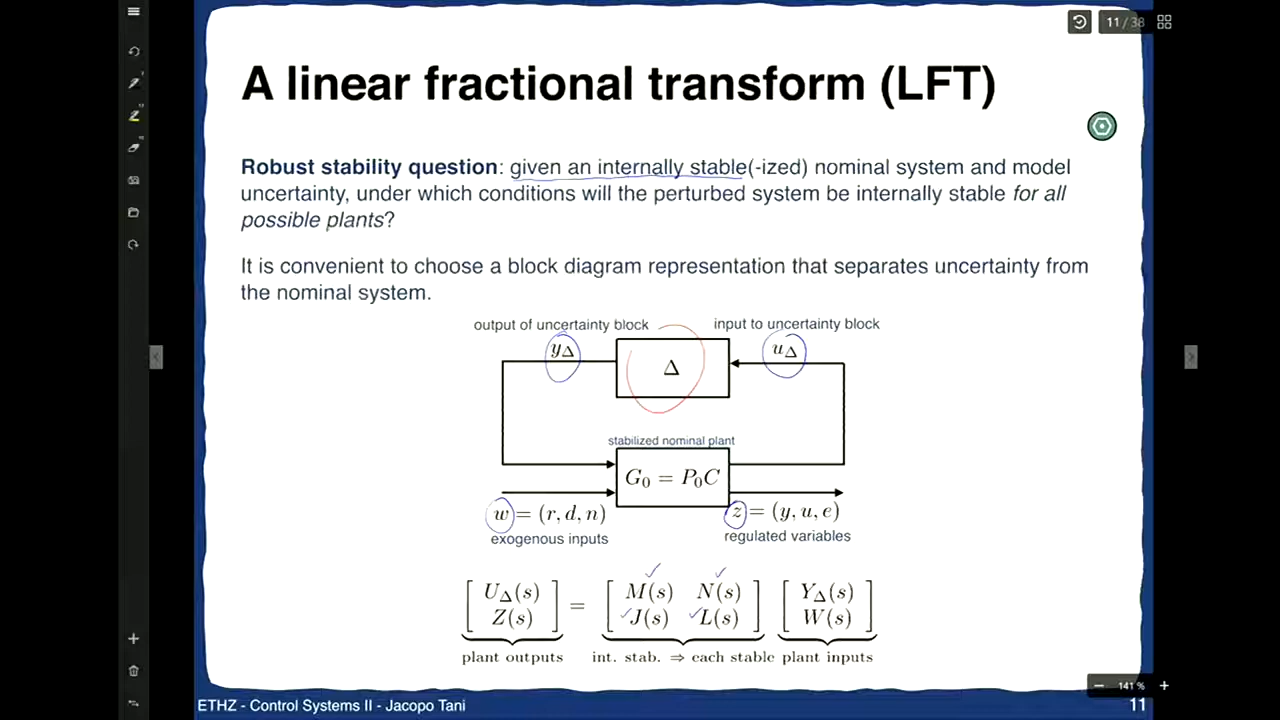 11 / 38
A linear fractional transform (LFT)
Robust stability question: given an internally stable(-ized) nominal system and model
uncertainty, under which conditions will the perturbed system be internally stable for all
possible plants?
It is convenient to choose a block diagram representation that separates uncertainty from
the nominal system.
output of uncertainty block input to uncertainty block
y_Δ Δ u_Δ
stabilized nominal plant
G_0 = P_0C
w = (r, d, n) z = (y, u, e)
exogenous inputs regulated variables
U_Δ(s) M(s) N(s) Y_Δ(s)
=
Z(s) J(s) L(s) W(s)
plant outputs int. stab. ⇒ each stable plant inputs
141 %
ETHZ - Control Systems II - Jacopo Tani 11